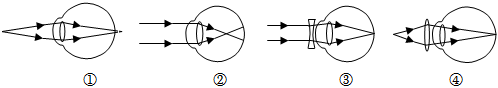 ① ② ③ ④